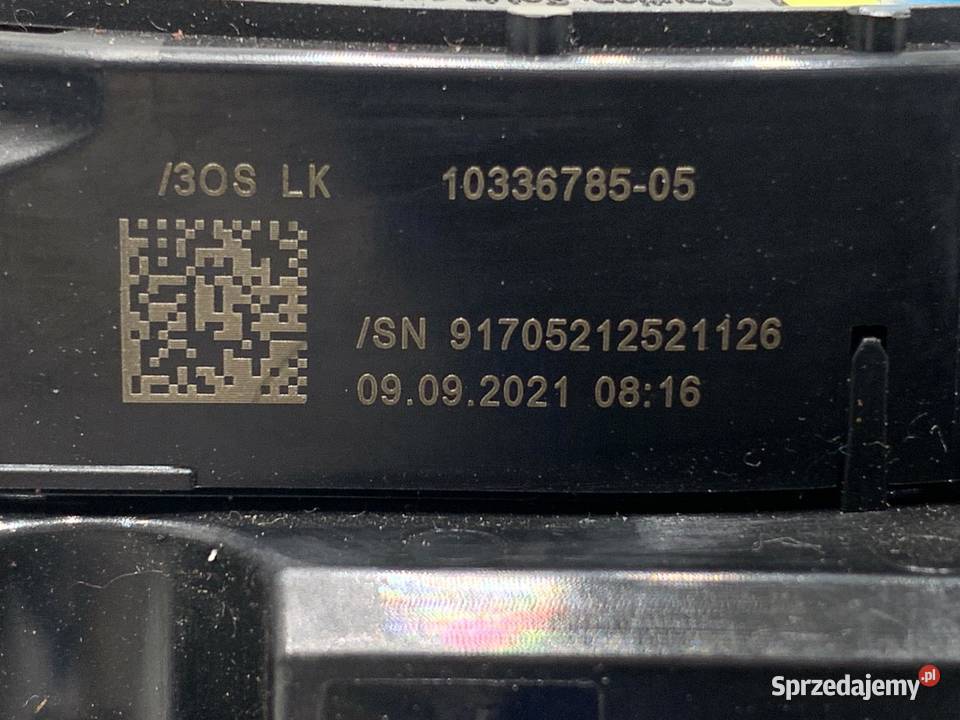 /3OS LK 10336785-05
/SN 91705212521126
09.09.2021 08:16
Sprzedajemy.pl